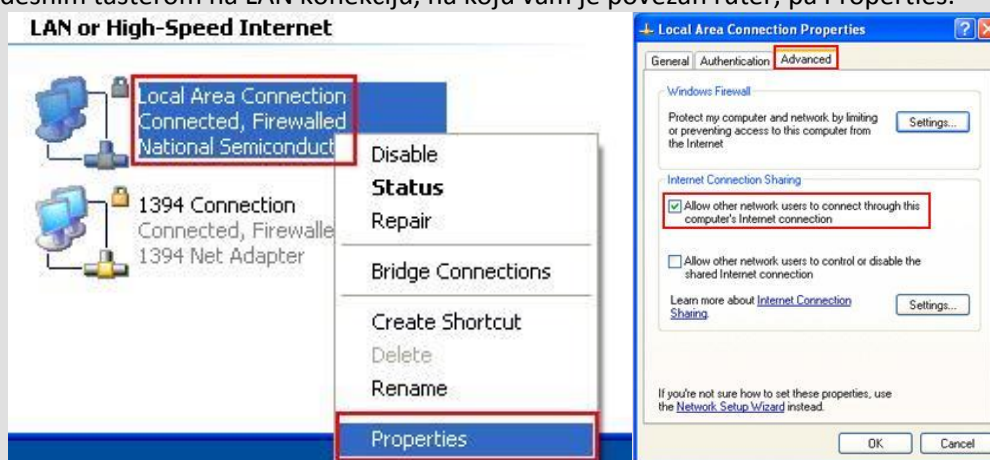 desnim tasterom na LAN konekciju, na koju vam je povezan ruter, pa Properties.
LAN or High-Speed Internet
Local Area Connection
Connected, Firewalled
National Semiconduct
1394 Connection
Connected, Firewalle
1394 Net Adapter
Disable
Status
Repair
Bridge Connections
Create Shortcut
Delete
Rename
Properties
Local Area Connection Properties
General
Authentication
Advanced
Windows Firewall
Protect my computer and network by limiting
or preventing access to this computer from
the Internet
Settings...
Internet Connection Sharing
Allow other network users to connect through this
computer's Internet connection
Allow other network users to control or disable the
shared Internet connection
Learn more about Internet Connection
Sharing.
Settings...
If you're not sure how to set these properties, use
the Network Setup Wizard instead.
OK
Cancel